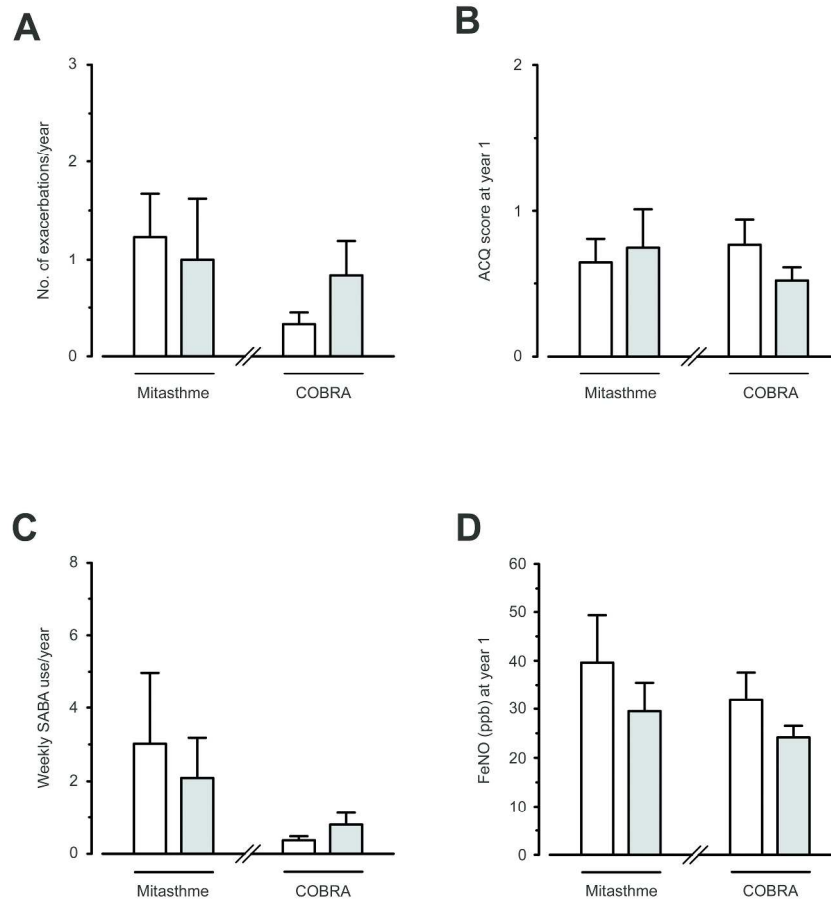 A
No. of exacerbations/year
3
2
1
0
Mitasthme
COBRA
B
ACQ score at year 1
2
1
0
Mitasthme
COBRA
C
Weekly SABA use/year
8
6
4
2
0
Mitasthme
COBRA
D
FeNO (ppb) at year 1
60
50
40
30
20
10
0
Mitasthme
COBRA